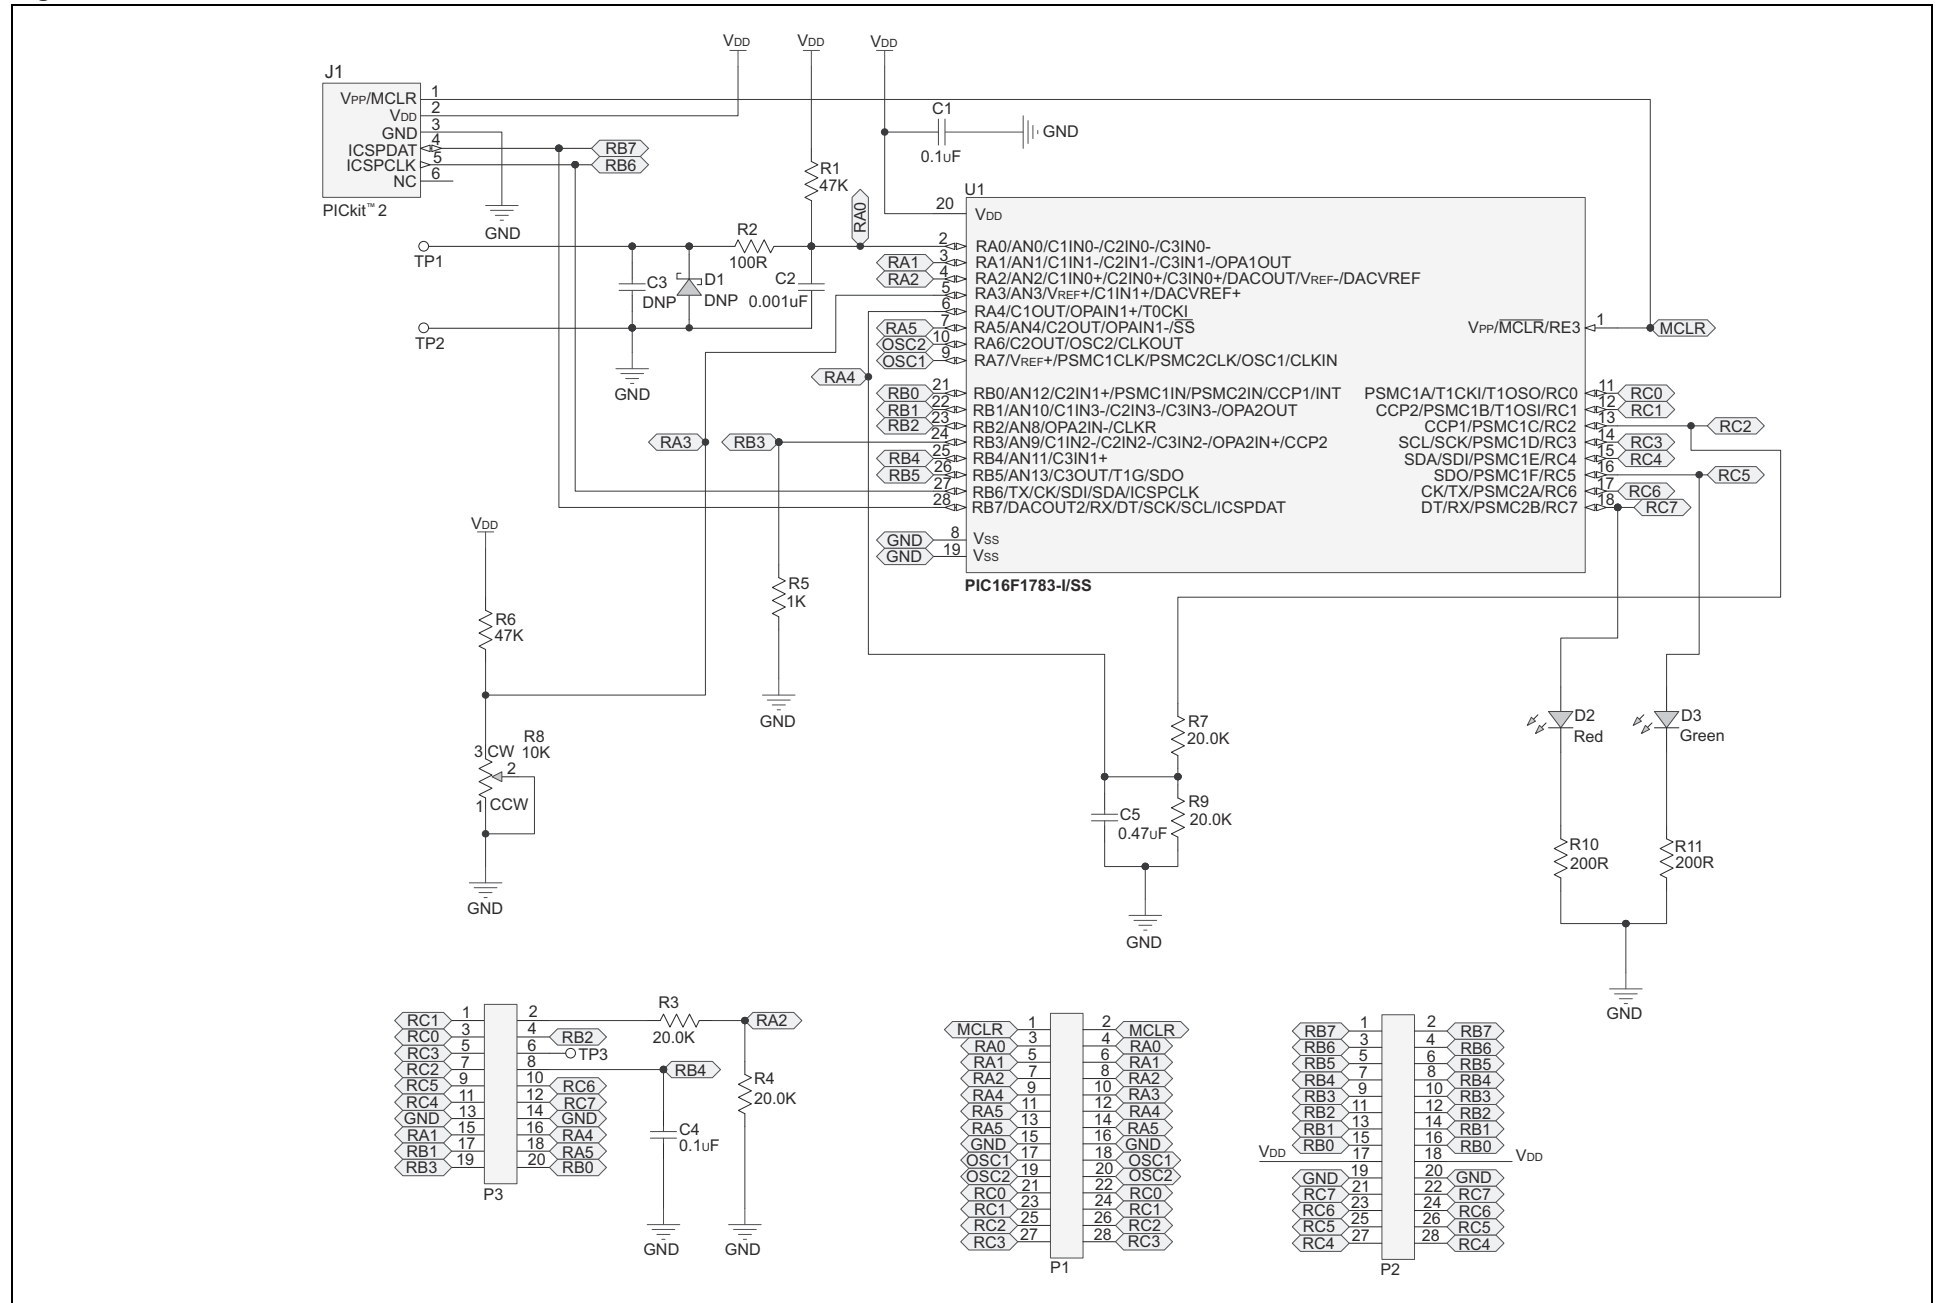 VDD VDD VDD
J1
VPP/MCLR 1
VDD 2
GND 3
ICSPDAT 4 RB7
ICSPCLK 5 RB6
NC 6
PICkit™ 2
GND
C1
0.1uF
GND
R1
47K
RA0
TP1
TP2
R2
100R
C3
DNP
D1
DNP
C2
0.001uF
GND
U1
20 VDD
2 RA0/AN0/C1IN0-/C2IN0-/C3IN0-
RA1 3 RA1/AN1/C1IN1-/C2IN1-/C3IN1-/OPA1OUT
RA2 4 RA2/AN2/C1IN0+/C2IN0+/C3IN0+/DACOUT/VREF-/DACVREF
5 RA3/AN3/VREF+/C1IN1+/DACVREF+
6 RA4/C1OUT/OPAIN1+/T0CKI
RA5 7 RA5/AN4/C2OUT/OPAIN1-/SS
OSC2 10 RA6/C2OUT/OSC2/CLKOUT
OSC1 9 RA7/VREF+/PSMC1CLK/PSMC2CLK/OSC1/CLKIN
RA4
RB0 21 RB0/AN12/C2IN1+/PSMC1IN/PSMC2IN/CCP1/INT
RB1 22 RB1/AN10/C1IN3-/C2IN3-/C3IN3-/OPA2OUT
RB2 23 RB2/AN8/OPA2IN-/CLKR
RA3 RB3 24 RB3/AN9/C1IN2-/C2IN2-/C3IN2-/OPA2IN+/CCP2
RB4 25 RB4/AN11/C3IN1+
RB5 26 RB5/AN13/C3OUT/T1G/SDO
27 RB6/TX/CK/SDI/SDA/ICSPCLK
28 RB7/DACOUT2/RX/DT/SCK/SCL/ICSPDAT
GND 8 VSS
GND 19 VSS
PIC16F1783-I/SS
VPP/MCLR/RE3 1 MCLR
PSMC1A/T1CKI/T1OSO/RC0 11 RC0
CCP2/PSMC1B/T1OSI/RC1 12 RC1
CCP1/PSMC1C/RC2 13 RC2
SCL/SCK/PSMC1D/RC3 14 RC3
SDA/SDI/PSMC1E/RC4 15 RC4
SDO/PSMC1F/RC5 16 RC5
CK/TX/PSMC2A/RC6 17 RC6
DT/RX/PSMC2B/RC7 18 RC7
VDD
R6
47K
R8
10K
3 CW
2
1 CCW
GND
R5
1K
GND
R7
20.0K
C5
0.47uF
R9
20.0K
GND
D2
Red
D3
Green
R10
200R
R11
200R
GND
RC1 1 2
RC0 3 4 RB2
RC3 5 6 TP3
RC2 7 8 RB4
RC5 9 10 RC6
RC4 11 12 RC7
GND 13 14 GND
RA1 15 16 RA4
RB1 17 18 RA5
RB3 19 20 RB0
P3
R3
20.0K
RA2
R4
20.0K
C4
0.1uF
GND
GND
MCLR 1 2 MCLR
RA0 3 4 RA0
RA1 5 6 RA1
RA2 7 8 RA2
RA4 9 10 RA3
RA5 11 12 RA4
RA5 13 14 RA5
GND 15 16 GND
OSC1 17 18 OSC1
OSC2 19 20 OSC2
RC0 21 22 RC0
RC1 23 24 RC1
RC2 25 26 RC2
RC3 27 28 RC3
P1
RB7 1 2 RB7
RB6 3 4 RB6
RB5 5 6 RB5
RB4 7 8 RB4
RB3 9 10 RB3
RB2 11 12 RB2
RB1 13 14 RB1
RB0 15 16 RB0
VDD 17 18 VDD
GND 19 20 GND
RC7 21 22 RC7
RC6 23 24 RC6
RC5 25 26 RC5
RC4 27 28 RC4
P2